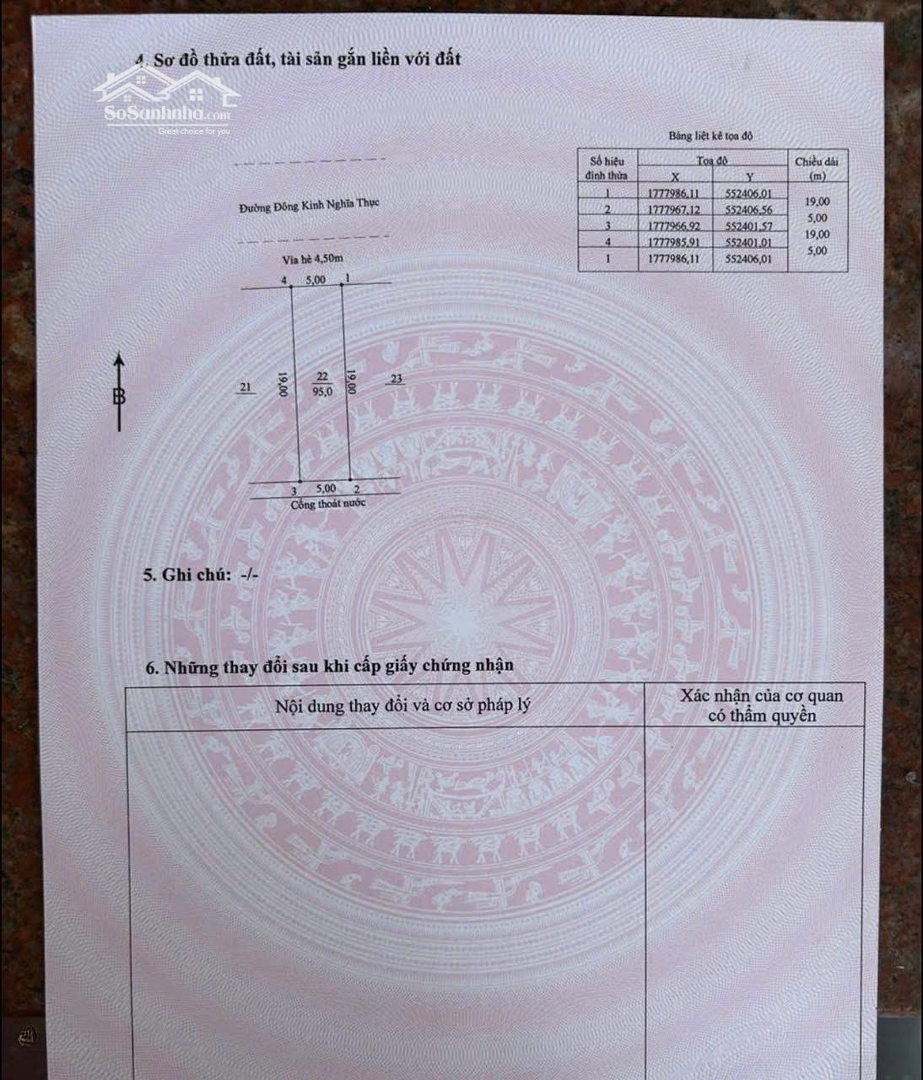 4. Sơ đồ thửa đất, tài sản gắn liền với đất
SoSanhnha.com
Great choice for you
Bảng liệt kê tọa độ
Số hiệu đỉnh thửa
Toạ độ
Chiều dài (m)
X
Y
1 1777986,11 552406,01
19,00
2 1777967,12 552406,56
5,00
3 1777966,92 552401,57
19,00
4 1777985,91 552401,01
5,00
1 1777986,11 552406,01
Đường Đông Kinh Nghĩa Thục
Vỉa hè 4,50m
4 5,00 1
B
21
19,00
22
95,0
19,00
23
3 5,00 2
Cống thoát nước
5. Ghi chú: -/-
6. Những thay đổi sau khi cấp giấy chứng nhận
Nội dung thay đổi và cơ sở pháp lý
Xác nhận của cơ quan
có thẩm quyền